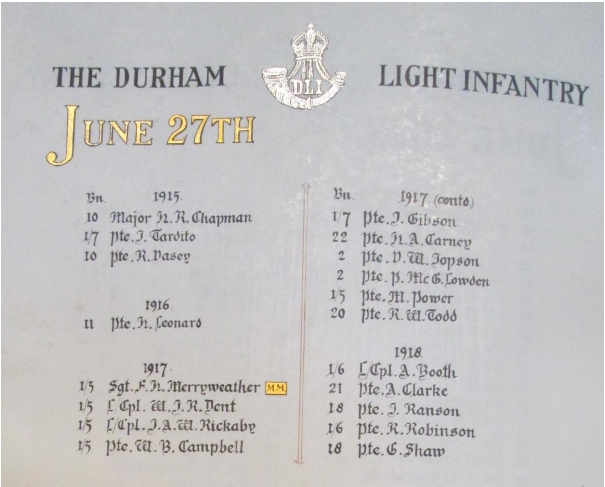 THE DURHAM DLI LIGHT INFANTRY
JUNE 27TH
Bn. 1915.
10 Major H. R. Chapman
1/7 Pte. J. Tardito
10 Pte. R. Vasey
1916
11 Pte. H. Leonard
1917
1/5 Sgt. F. H. Merryweather M.M.
1/5 L Cpl. W. J. R. Dent
1/5 L/Cpl. J. A. W. Rickaby
1/5 Pte. W. B. Campbell
Bn. 1917 (contd.)
1/7 Pte. J. Gibson
22 Pte. H. A. Carney
2 Pte. V. W. Jopson
2 Pte. P. McG. Lowden
1/5 Pte. M. Power
20 Pte. R. W. Todd
1918.
1/6 L/Cpl. A. Booth
21 Pte. A. Clarke
18 Pte. J. Ranson
1/6 Pte. R. Robinson
18 Pte. G. Shaw